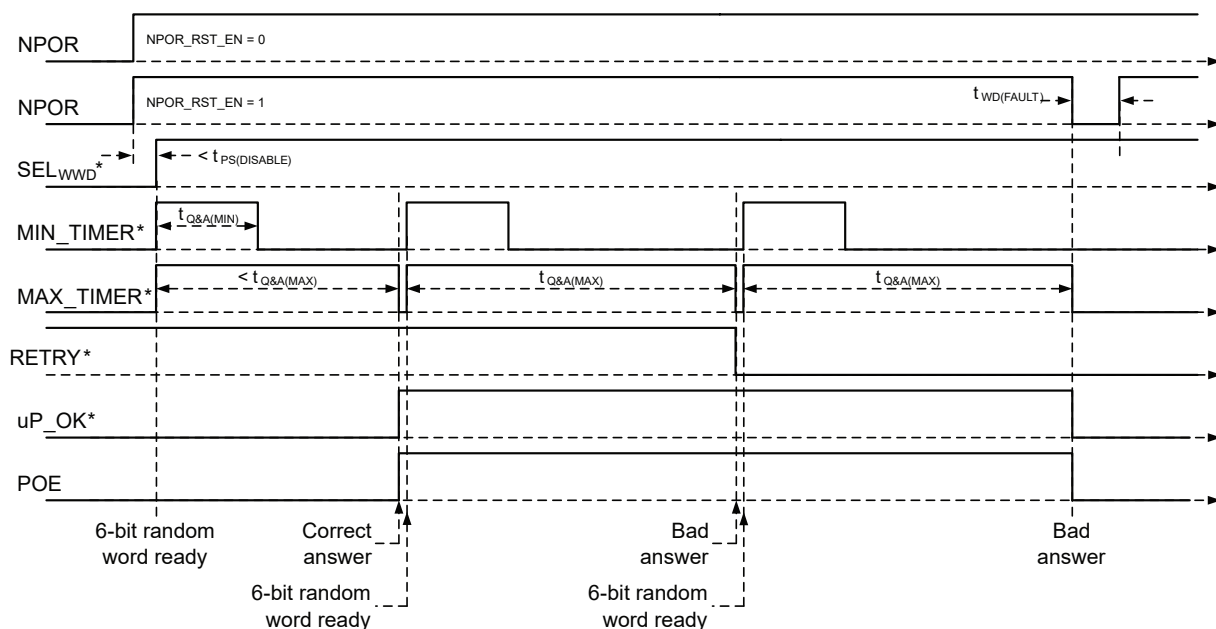 NPOR
NPOR_RST_EN = 0
NPOR
NPOR_RST_EN = 1
tWD(FAULT)
SELWWD*
< tPS(DISABLE)
MIN_TIMER*
tQ&A(MIN)
MAX_TIMER*
< tQ&A(MAX)
tQ&A(MAX)
tQ&A(MAX)
RETRY*
uP_OK*
POE
6-bit random
word ready
Correct
answer
6-bit random
word ready
Bad
answer
6-bit random
word ready
Bad
answer